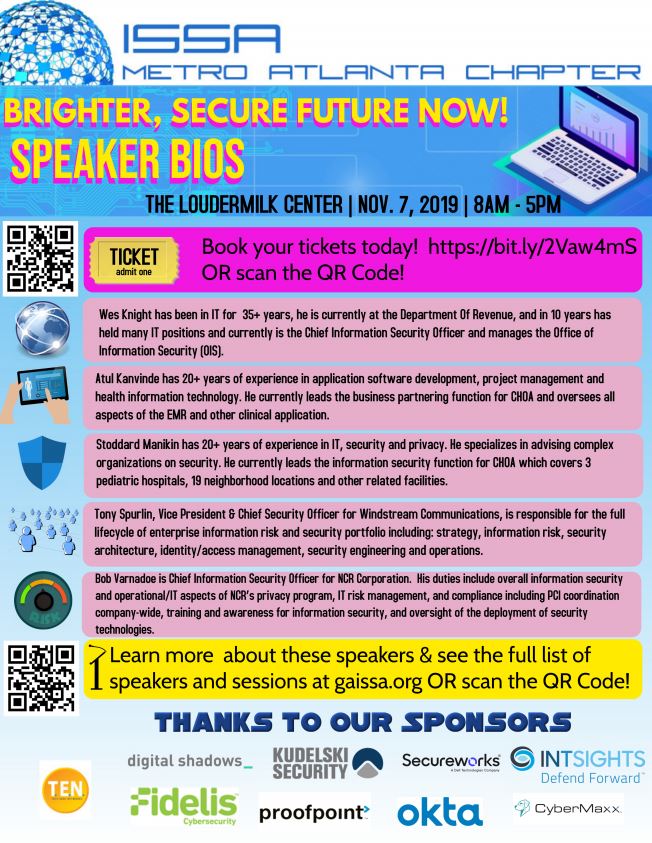 ISSA
METRO ATLANTA CHAPTER
BRIGHTER, SECURE FUTURE NOW!
SPEAKER BIOS
THE LOUDERMILK CENTER | NOV. 7, 2019 | 8AM - 5PM
TICKET
admit one
Book your tickets today! https://bit.ly/2Vaw4mS
OR scan the QR Code!
Wes Knight has been in IT for 35+ years, he is currently at the Department Of Revenue, and in 10 years has
held many IT positions and currently is the Chief Information Security Officer and manages the Office of
Information Security (OIS).
Atul Kanvinde has 20+ years of experience in application software development, project management and
health information technology. He currently leads the business partnering function for CHOA and oversees all
aspects of the EMR and other clinical application.
Stoddard Manikin has 20+ years of experience in IT, security and privacy. He specializes in advising complex
organizations on security. He currently leads the information security function for CHOA which covers 3
pediatric hospitals, 19 neighborhood locations and other related facilities.
Tony Spurlin, Vice President & Chief Security Officer for Windstream Communications, is responsible for the full
lifecycle of enterprise information risk and security portfolio including: strategy, information risk, security
architecture, identity/access management, security engineering and operations.
Bob Varnadoe is Chief Information Security Officer for NCR Corporation. His duties include overall information security
and operational/IT aspects of NCR's privacy program, IT risk management, and compliance including PCI coordination
company-wide, training and awareness for information security, and oversight of the deployment of security
technologies.
RISK
Learn more about these speakers & see the full list of
speakers and sessions at gaissa.org OR scan the QR Code!
THANKS TO OUR SPONSORS
TEN
digital shadows_
KUDELSKI
SECURITY
Secureworks
A Dell Technologies Company
INTSIGHTS
Defend Forward™
Fidelis
Cybersecurity
proofpoint
okta
CyberMaxx